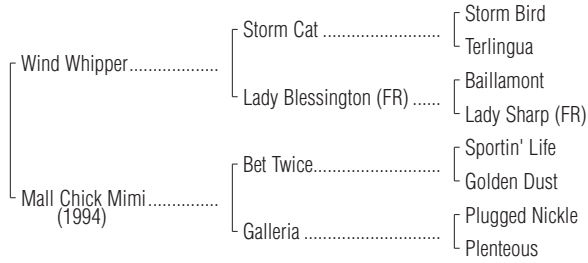 Storm Bird
Storm Cat ..............................
Terlingua
Wind Whipper......................
Baillamont
Lady Blessington (FR) ......
Lady Sharp (FR)
Sportin' Life
Bet Twice..............................
Golden Dust
Mall Chick Mimi.................
(1994)
Plugged Nickle
Galleria .................................
Plenteous